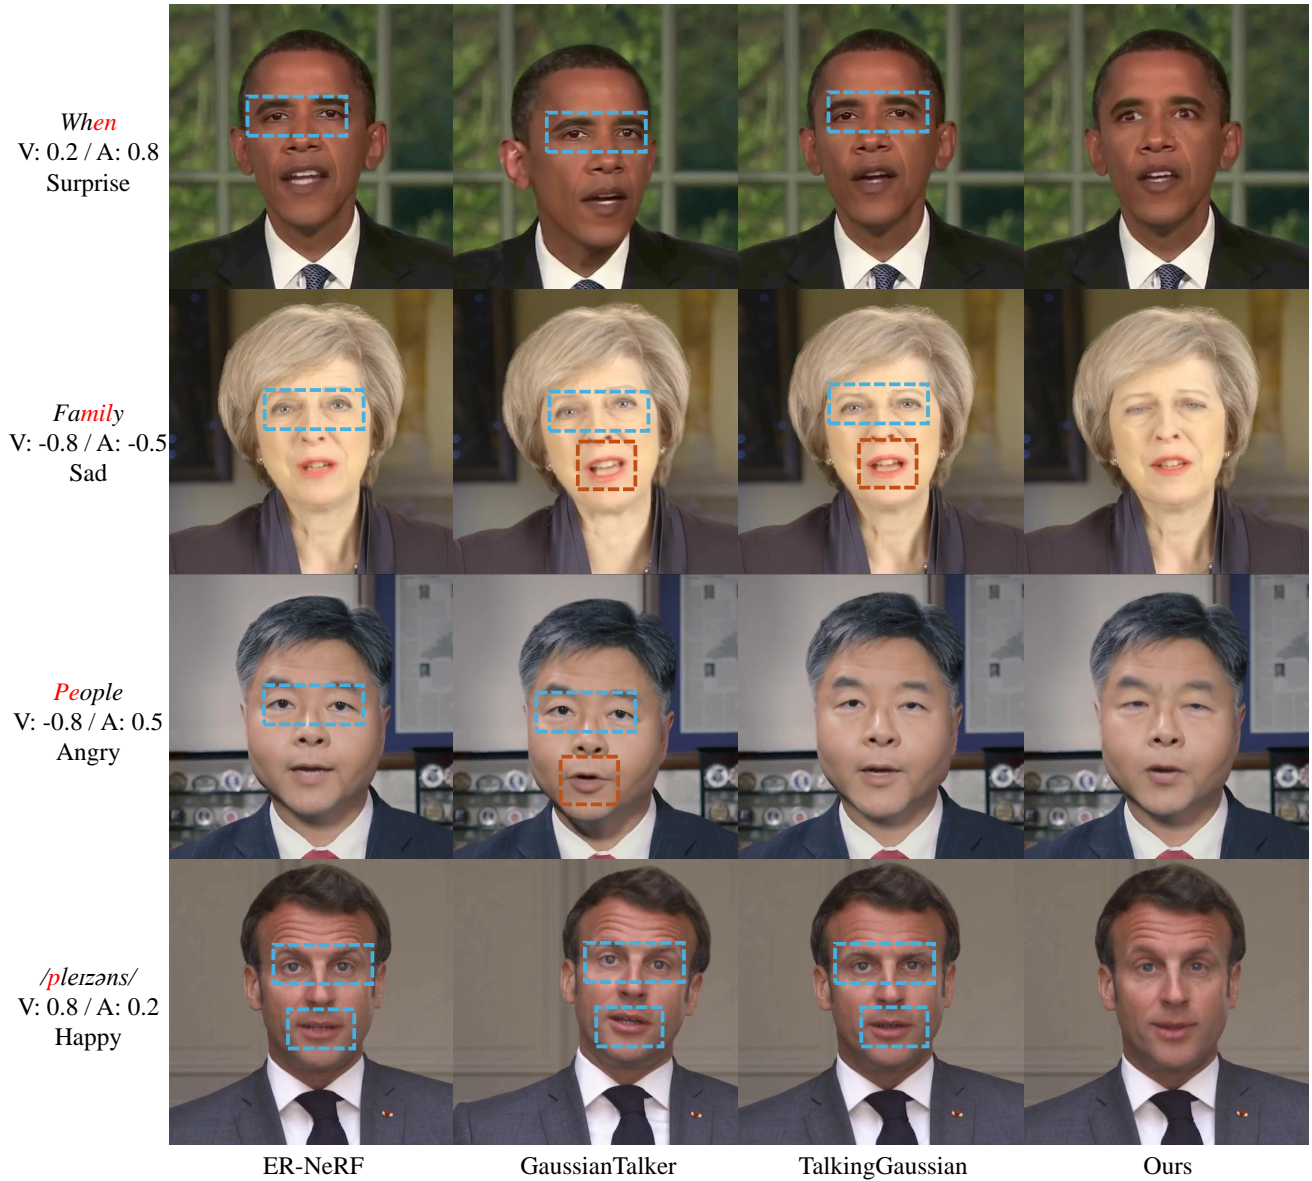 When
V: 0.2 / A: 0.8
Surprise
Family
V: -0.8 / A: -0.5
Sad
People
V: -0.8 / A: 0.5
Angry
/pleɪzəns/
V: 0.8 / A: 0.2
Happy
ER-NeRF GaussianTalker TalkingGaussian Ours